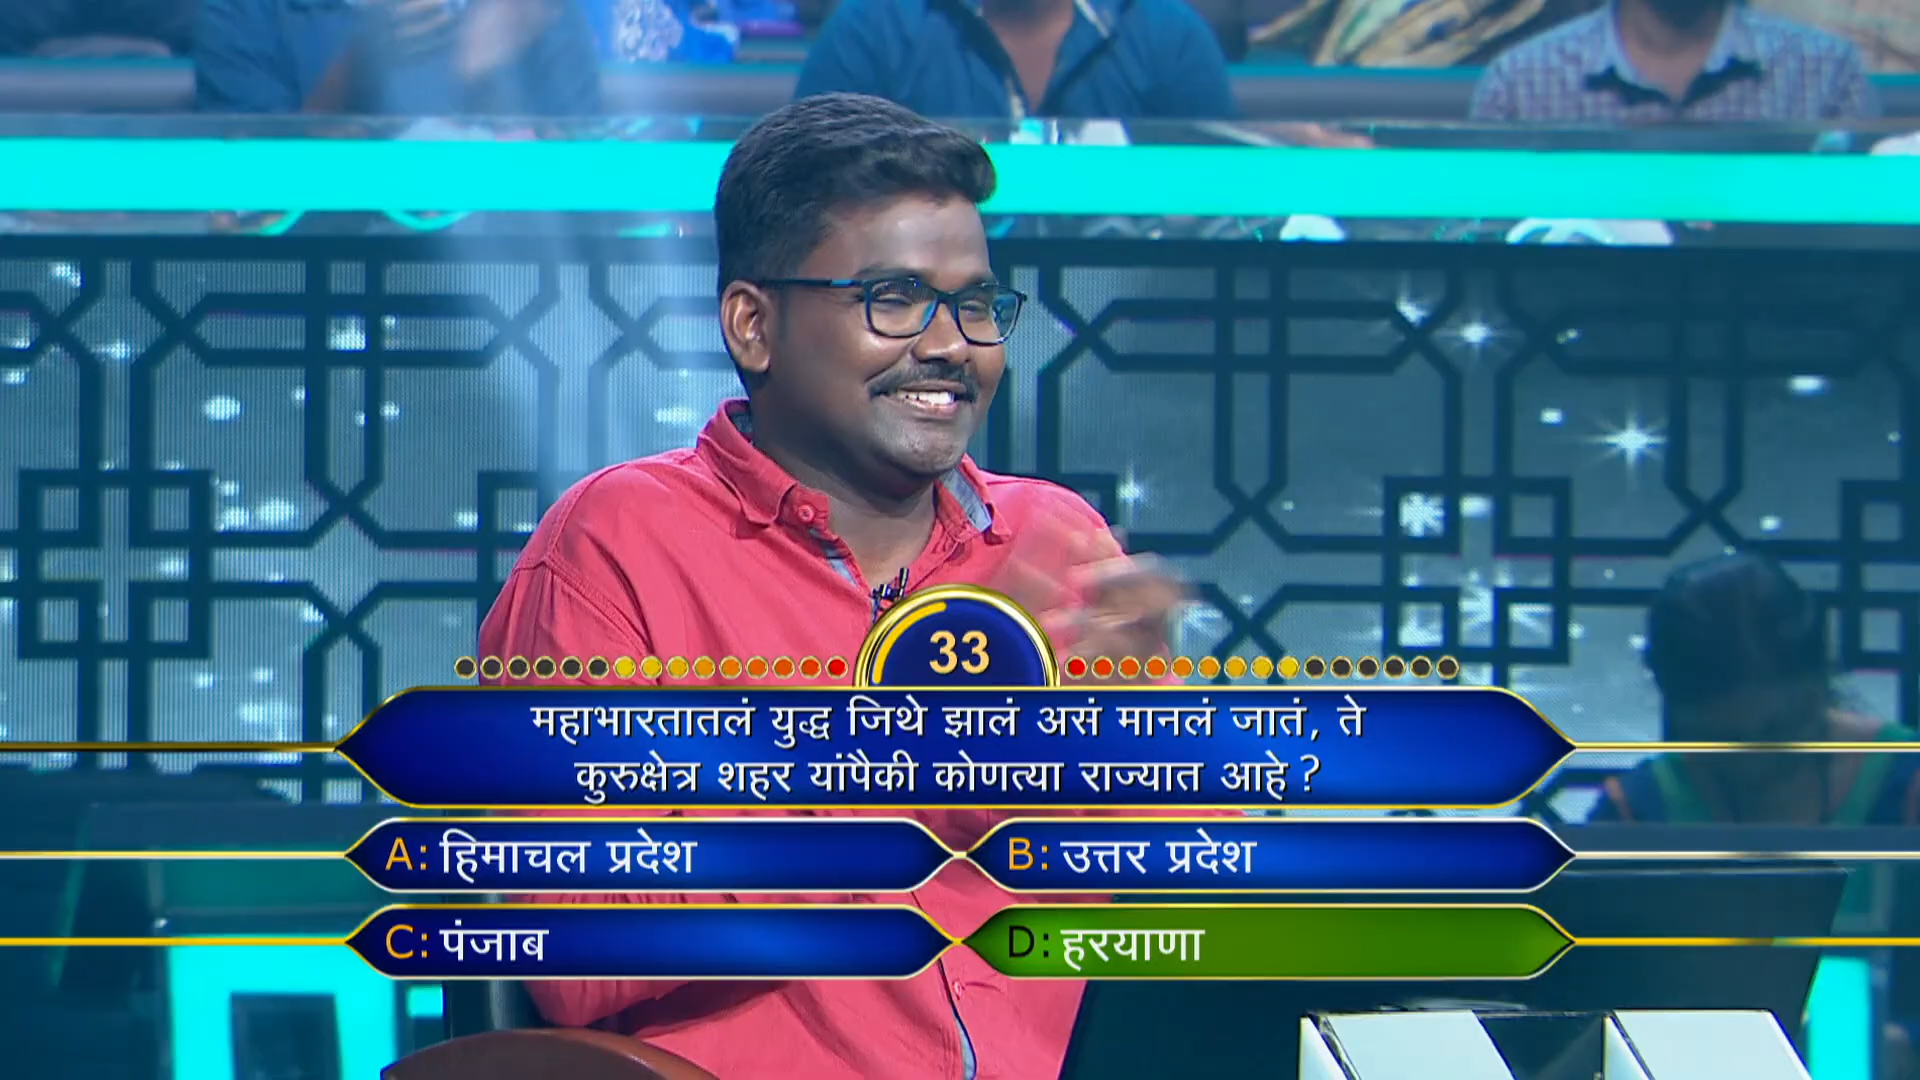 33
महाभारतातलं युद्ध जिथे झालं असं मानलं जातं, ते
कुरुक्षेत्र शहर यांपैकी कोणत्या राज्यात आहे ?
A: हिमाचल प्रदेश
B: उत्तर प्रदेश
C: पंजाब
D: हरयाणा